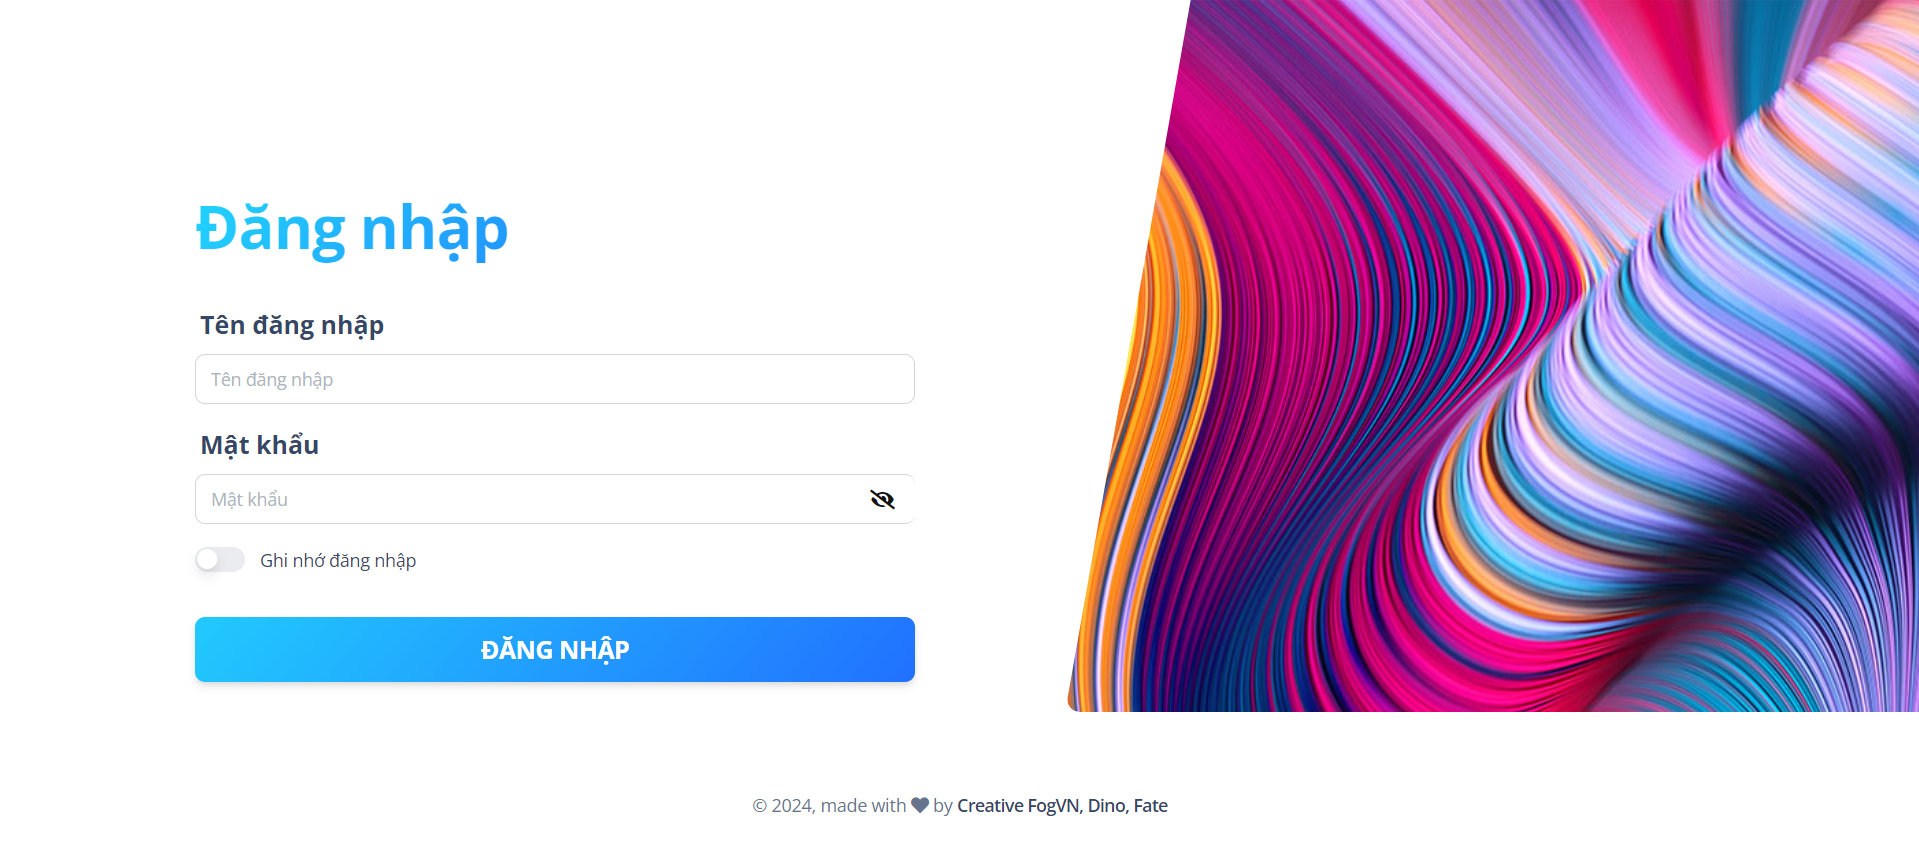 Đăng nhập
Tên đăng nhập
Tên đăng nhập
Mật khẩu
Mật khẩu
Ghi nhớ đăng nhập
ĐĂNG NHẬP
© 2024, made with ♥ by Creative FogVN, Dino, Fate